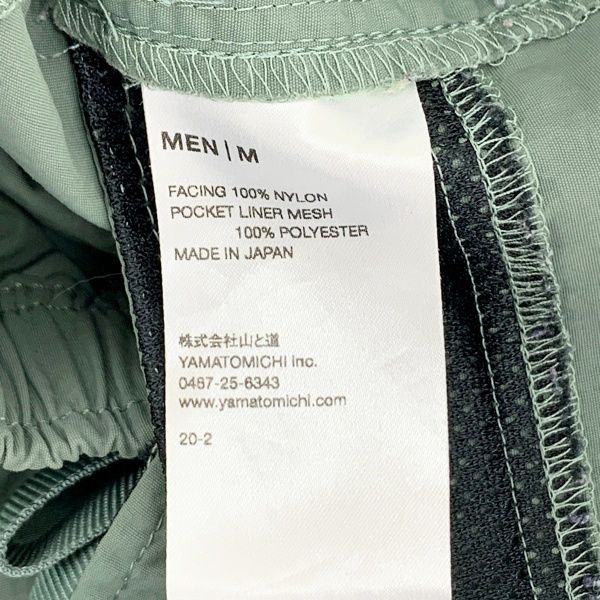 MEN | M
FACING 100% NYLON
POCKET LINER MESH
100% POLYESTER
MADE IN JAPAN
株式会社山と道
YAMATOMICHI Inc.
0467-25-6343
www.yamatomichi.com
20-2